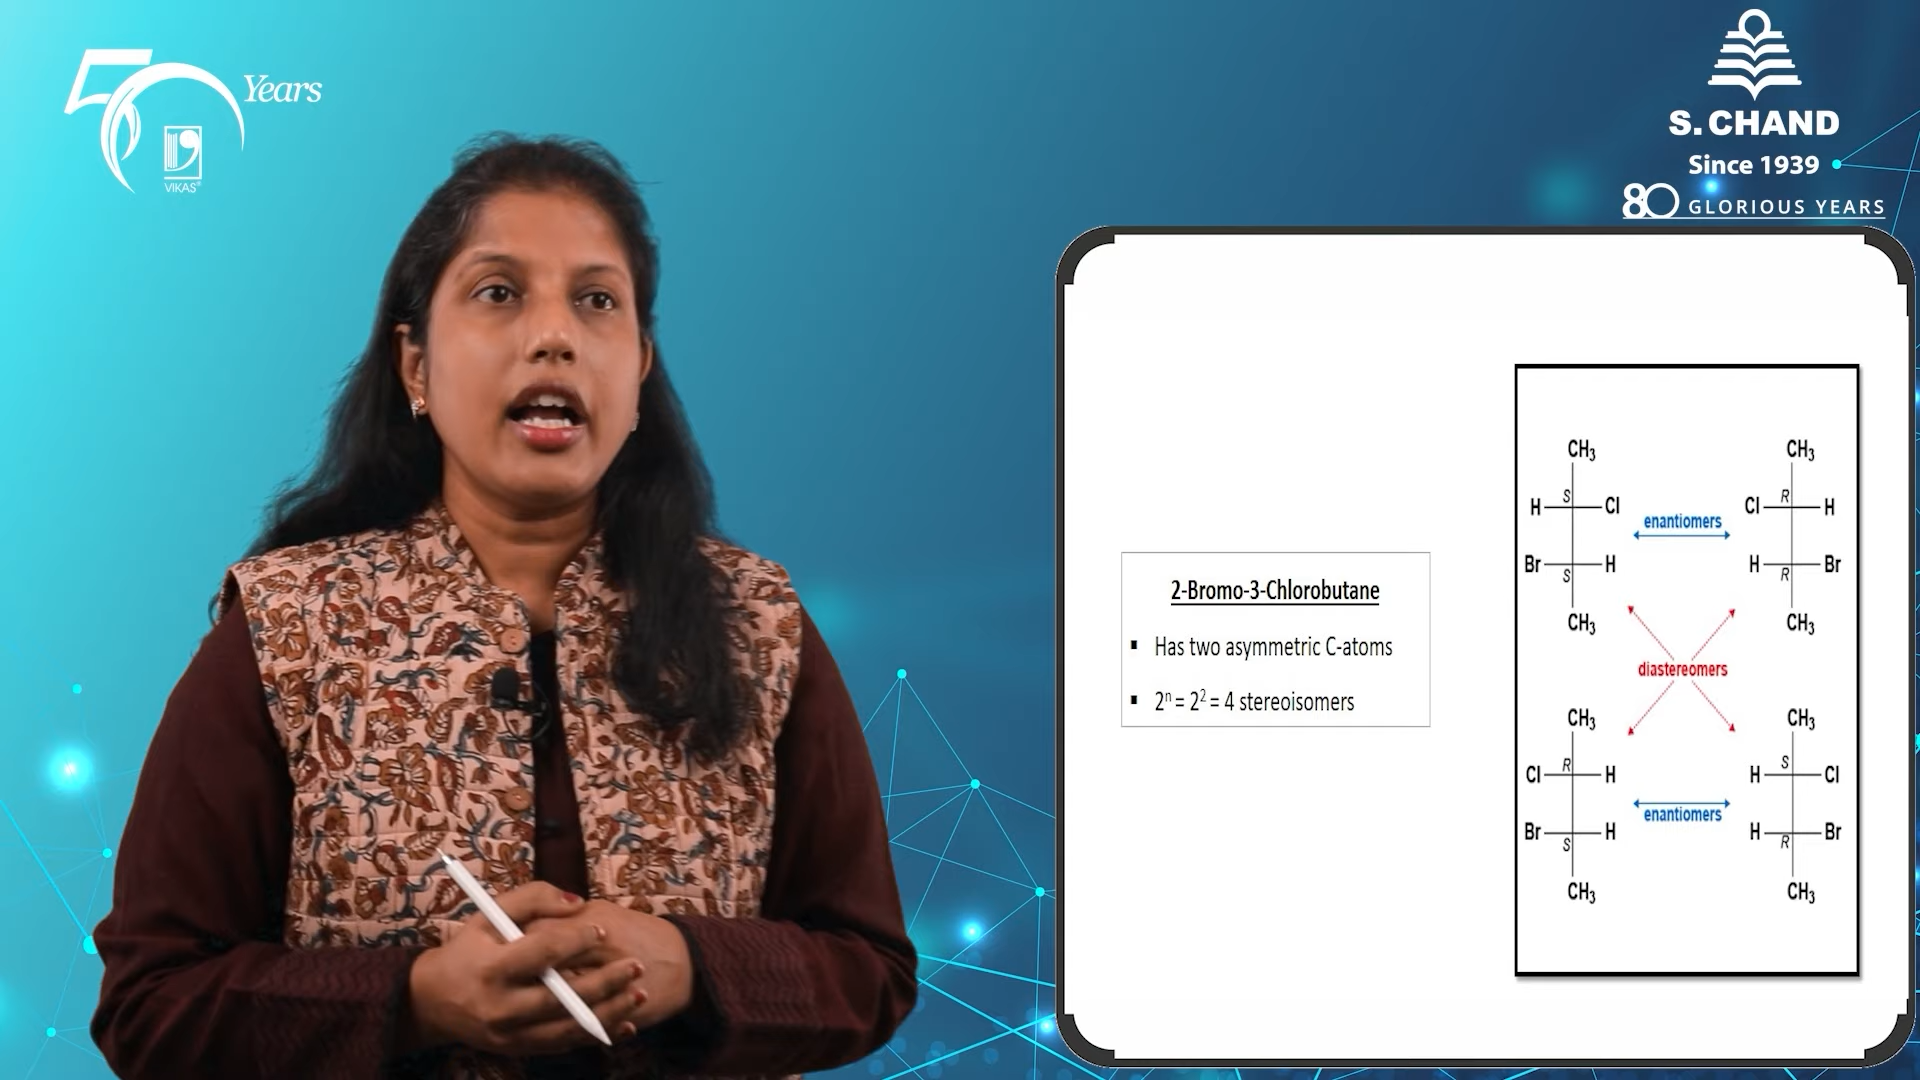 50 Years
VIKAS®
S. CHAND
Since 1939
80 GLORIOUS YEARS
2-Bromo-3-Chlorobutane
▪ Has two asymmetric C-atoms
▪ 2ⁿ = 2² = 4 stereoisomers
CH₃ CH₃
H S Cl enantiomers Cl R H
Br S H H R Br
CH₃ CH₃
diastereomers
CH₃ CH₃
Cl R H H S Cl
enantiomers
Br S H H R Br
CH₃ CH₃